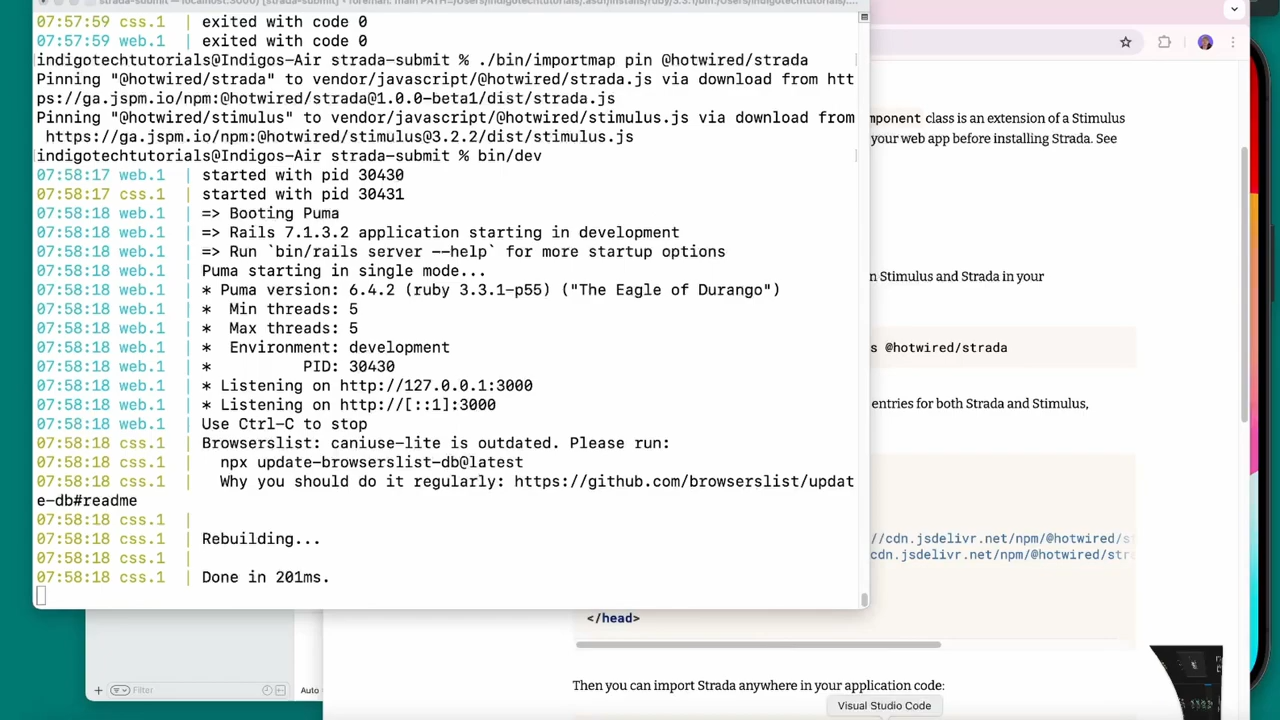 07:57:59 css.1 | exited with code 0
07:57:59 web.1 | exited with code 0
indigotechtutorials@Indigos-Air strada-submit % ./bin/importmap pin @hotwired/strada
Pinning "@hotwired/strada" to vendor/javascript/@hotwired/strada.js via download from htt
ps://ga.jspm.io/npm:@hotwired/strada@1.0.0-beta1/dist/strada.js
Pinning "@hotwired/stimulus" to vendor/javascript/@hotwired/stimulus.js via download from
https://ga.jspm.io/npm:@hotwired/stimulus@3.2.2/dist/stimulus.js
indigotechtutorials@Indigos-Air strada-submit % bin/dev
07:58:17 web.1 | started with pid 30430
07:58:17 css.1 | started with pid 30431
07:58:18 web.1 | => Booting Puma
07:58:18 web.1 | => Rails 7.1.3.2 application starting in development
07:58:18 web.1 | => Run `bin/rails server --help` for more startup options
07:58:18 web.1 | Puma starting in single mode...
07:58:18 web.1 | * Puma version: 6.4.2 (ruby 3.3.1-p55) ("The Eagle of Durango")
07:58:18 web.1 | * Min threads: 5
07:58:18 web.1 | * Max threads: 5
07:58:18 web.1 | * Environment: development
07:58:18 web.1 | * PID: 30430
07:58:18 web.1 | * Listening on http://127.0.0.1:3000
07:58:18 web.1 | * Listening on http://[::1]:3000
07:58:18 web.1 | Use Ctrl-C to stop
07:58:18 css.1 | Browserslist: caniuse-lite is outdated. Please run:
07:58:18 css.1 | npx update-browserslist-db@latest
07:58:18 css.1 | Why you should do it regularly: https://github.com/browserslist/updat
e-db#readme
07:58:18 css.1 |
07:58:18 css.1 | Rebuilding...
07:58:18 css.1 |
07:58:18 css.1 | Done in 201ms.
mponent class is an extension of a Stimulus
your web app before installing Strada. See
n Stimulus and Strada in your
s @hotwired/strada
entries for both Strada and Stimulus,
//cdn.jsdelivr.net/npm/@hotwired/st
cdn.jsdelivr.net/npm/@hotwired/str
</head>
Then you can import Strada anywhere in your application code:
Filter
Auto
Visual Studio Code